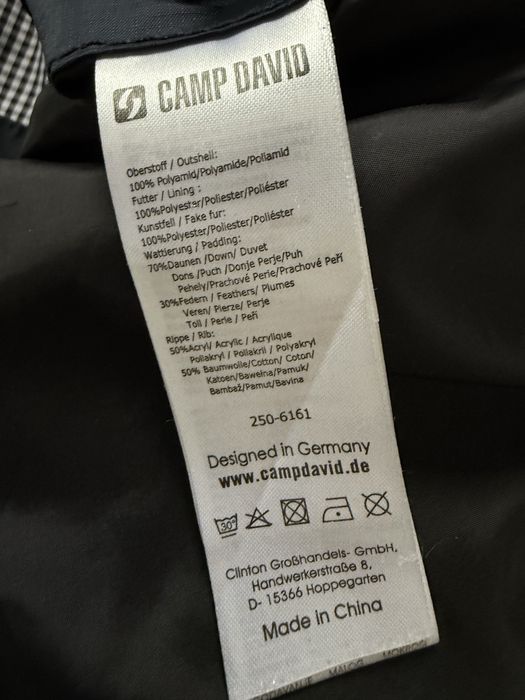 CAMP DAVID
Oberstoff / Outshell:
100% Polyamid/Polyamide/Poliamid
Futter / Lining :
100%Polyester/Poliester/Poliéster
Kunstfell / Fake fur:
100%Polyester/Poliester/Poliéster
Wattierung / Padding:
70%Daunen /Down/ Duvet
Dons /Puch /Donje Perje/Puh
Pehely/Prachové Perie/Prachové Peří
30%Federn / Feathers/ Plumes
Veren/ Pierze/ Perje
Toll / Perie / Peří
Rippe / Rib:
50%Acryl/ Acrylic / Acrylique
Poliakryl / Poliakril / Polyakryl
50% Baumwolle/Cotton/ Coton/
Katoen/Bawełna/Pamuk/
Bambaž/Pamut/Bavlna
250-6161
Designed in Germany
www.campdavid.de
30°
Clinton Großhandels- GmbH,
Handwerkerstraße 8,
D- 15366 Hoppegarten
Made in China
MALOG MOKROG